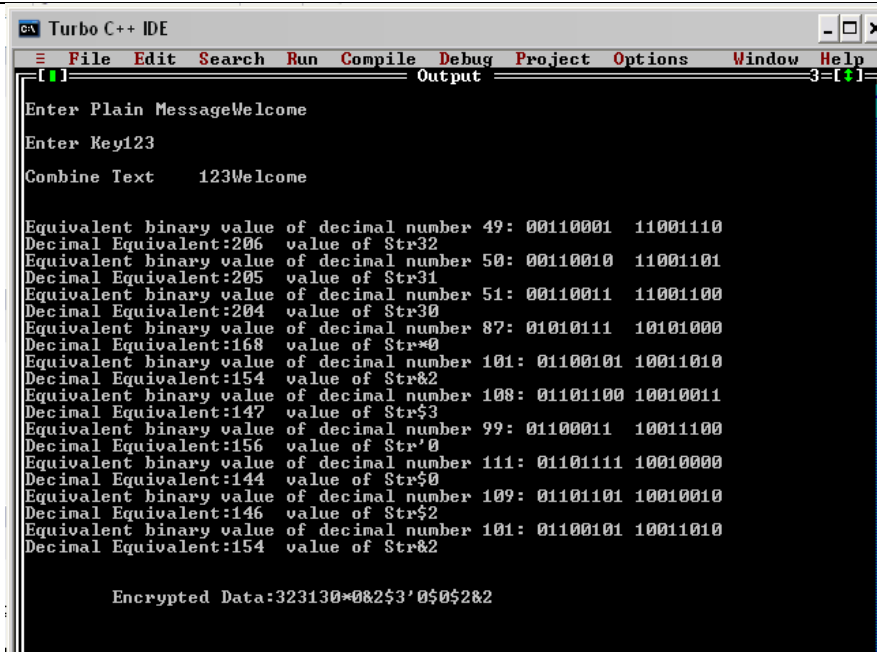 Turbo C++ IDE
≡ File Edit Search Run Compile Debug Project Options Window Help
Output 3=[↕]
Enter Plain MessageWelcome
Enter Key123
Combine Text 123Welcome
Equivalent binary value of decimal number 49: 00110001 11001110
Decimal Equivalent:206 value of Str32
Equivalent binary value of decimal number 50: 00110010 11001101
Decimal Equivalent:205 value of Str31
Equivalent binary value of decimal number 51: 00110011 11001100
Decimal Equivalent:204 value of Str30
Equivalent binary value of decimal number 87: 01010111 10101000
Decimal Equivalent:168 value of Str*0
Equivalent binary value of decimal number 101: 01100101 10011010
Decimal Equivalent:154 value of Str&2
Equivalent binary value of decimal number 108: 01101100 10010011
Decimal Equivalent:147 value of Str$3
Equivalent binary value of decimal number 99: 01100011 10011100
Decimal Equivalent:156 value of Str'0
Equivalent binary value of decimal number 111: 01101111 10010000
Decimal Equivalent:144 value of Str$0
Equivalent binary value of decimal number 109: 01101101 10010010
Decimal Equivalent:146 value of Str$2
Equivalent binary value of decimal number 101: 01100101 10011010
Decimal Equivalent:154 value of Str&2
Encrypted Data:323130*0&2$3'0$0$2&2